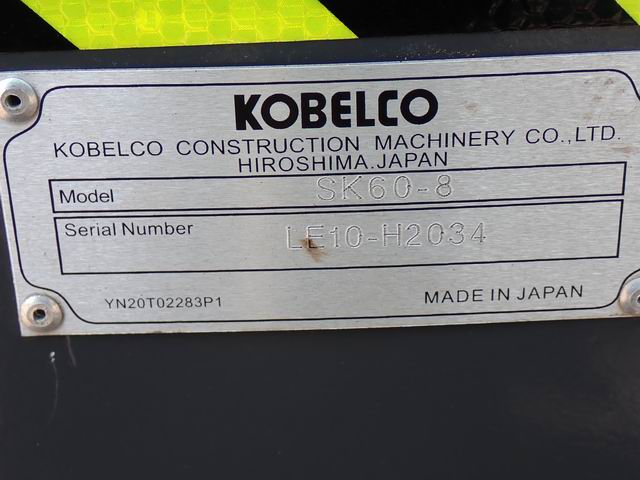 KOBELCO
KOBELCO CONSTRUCTION MACHINERY CO.,LTD.
HIROSHIMA.JAPAN
Model SK60-8
Serial Number LE10-H2034
YN20T02283P1 MADE IN JAPAN